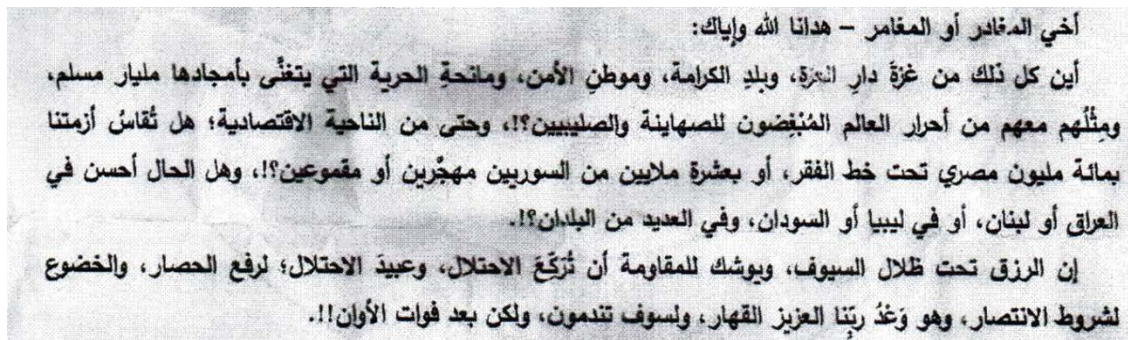 أخي المغادر أو المغامر – هدانا الله وإياك:
أين كل ذلك من غزةَ دارِ العزة، وبلدِ الكرامة، وموطنِ الأمن، ومانحةِ الحرية التي يتغنَّى بأمجادها مليار مسلم،
ومِثْلُهم معهم من أحرار العالم المُبْغِضون للصهاينة والصليبيين؟!، وحتى من الناحية الاقتصادية؛ هل تُقاسُ أزمتنا
بمائة مليون مصري تحت خط الفقر، أو بعشرة ملايين من السوريين مهجَّرين أو مقموعين؟!، وهل الحال أحسن في
العراق أو لبنان، أو في ليبيا أو السودان، وفي العديد من البلدان؟!.
إن الرزق تحت ظلال السيوف، ويوشك للمقاومة أن تُرَكِّعَ الاحتلال، وعبيدَ الاحتلال؛ لرفع الحصار، والخضوع
لشروط الانتصار، وهو وَعْدُ ربِّنا العزيز القهار، ولسوف تندمون، ولكن بعد فوات الأوان!!.